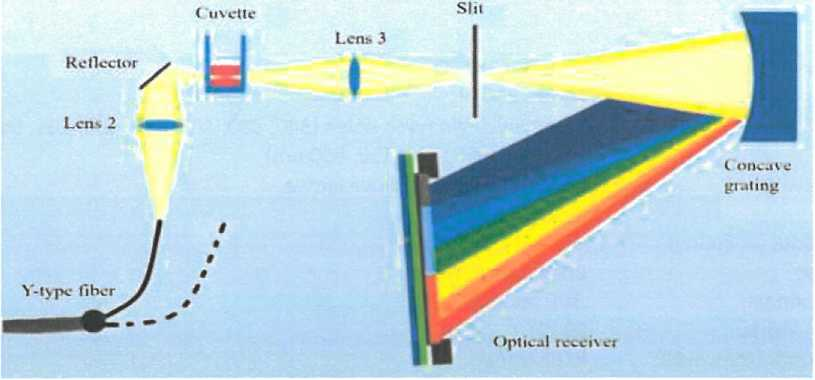 Cuvette
Slit
Lens 3
Reflector
Lens 2
Concave
grating
Y-type fiber
Optical receiver